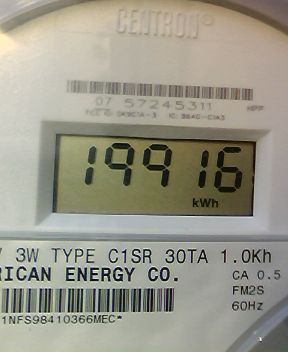 CENTRON®
07 57245311
19916
kWh
3W TYPE C1SR 30TA 1.0Kh
RICAN ENERGY CO.
CA 0.5
FM2S
60Hz
1NFS98410366MEC*